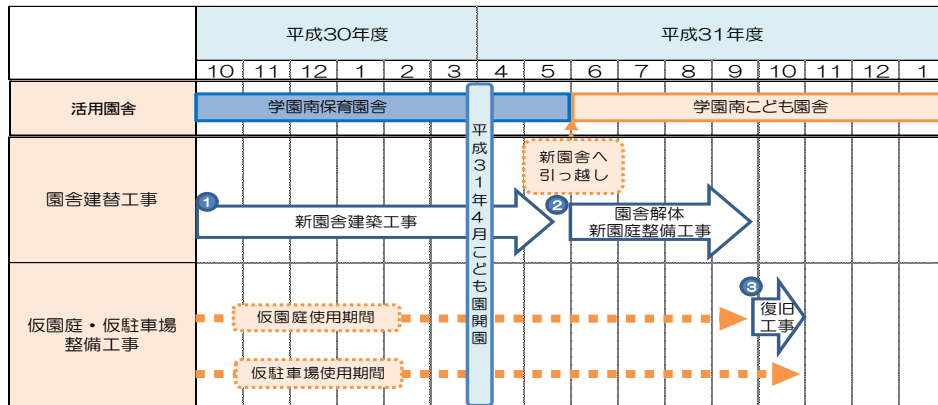 平成30年度
平成31年度
10 11 12 1 2 3 4 5 6 7 8 9 10 11 12 1
活用園舎
学園南保育園舎
学園南こども園舎
平成31年4月こども園開園
新園舎へ
引っ越し
園舎建替工事
1
新園舎建築工事
2
園舎解体
新園庭整備工事
仮園庭・仮駐車場
整備工事
仮園庭使用期間
3
復旧
工事
仮駐車場使用期間